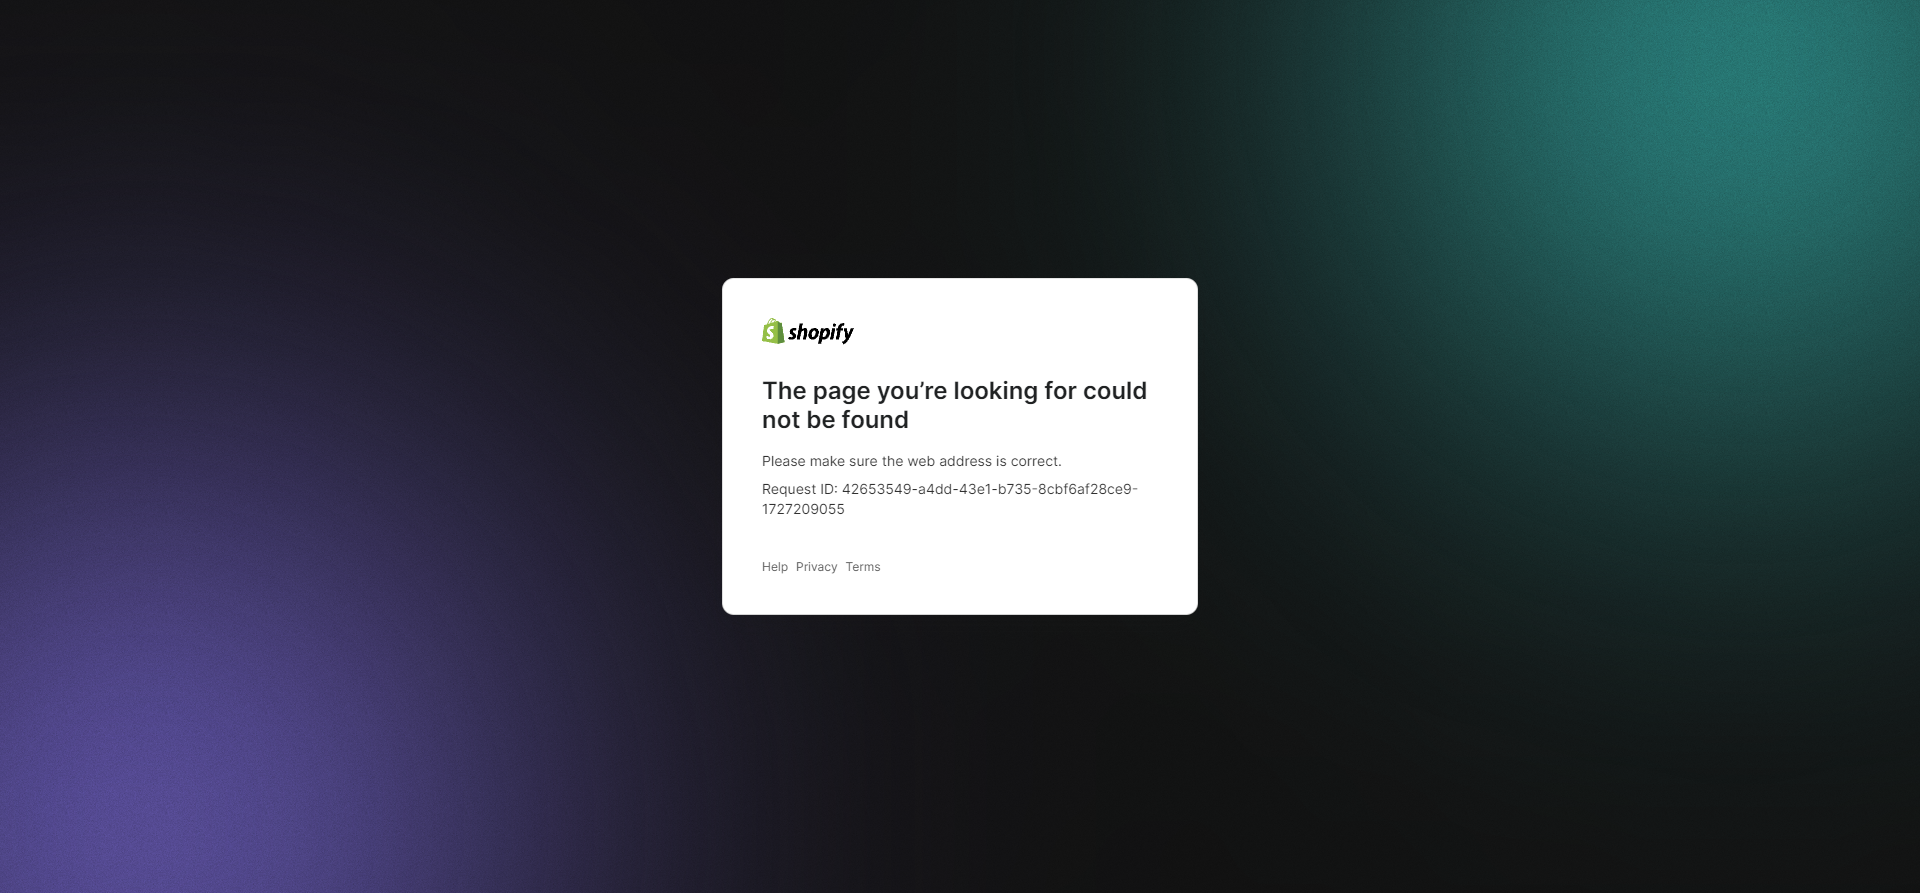 shopify
The page you’re looking for could
not be found
Please make sure the web address is correct.
Request ID: 42653549-a4dd-43e1-b735-8cbf6af28ce9-
1727209055
Help Privacy Terms